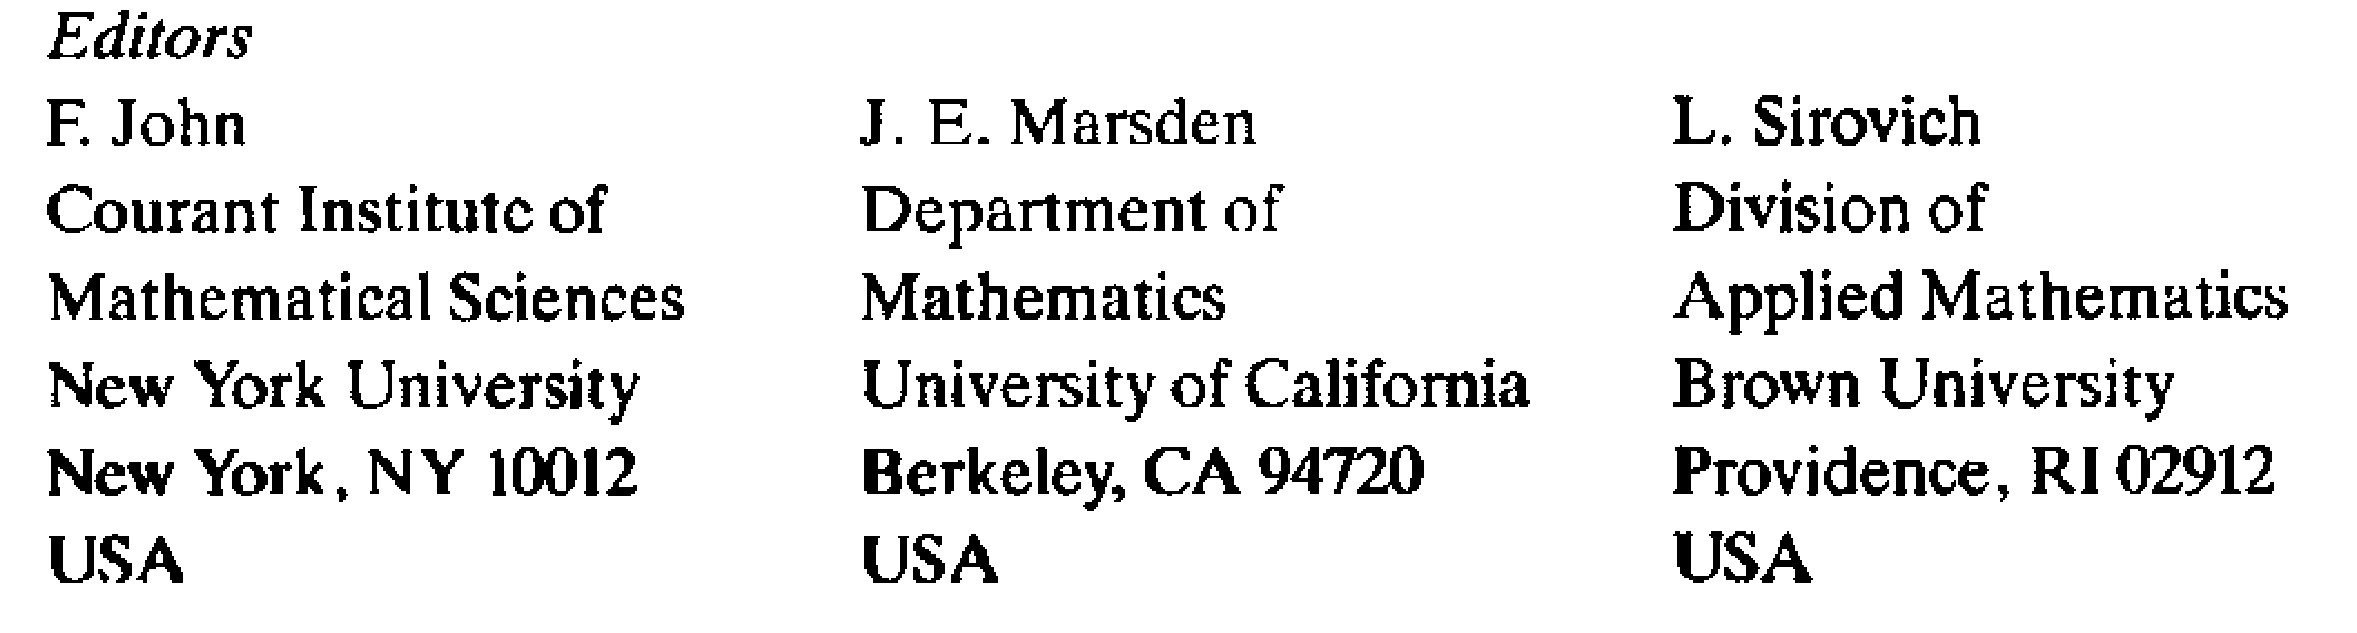 Editors
F. John
Courant Institute of
Mathematical Sciences
New York University
New York, NY 10012
USA
J. E. Marsden
Department of
Mathematics
University of California
Berkeley, CA 94720
USA
L. Sirovich
Division of
Applied Mathematics
Brown University
Providence, RI 02912
USA